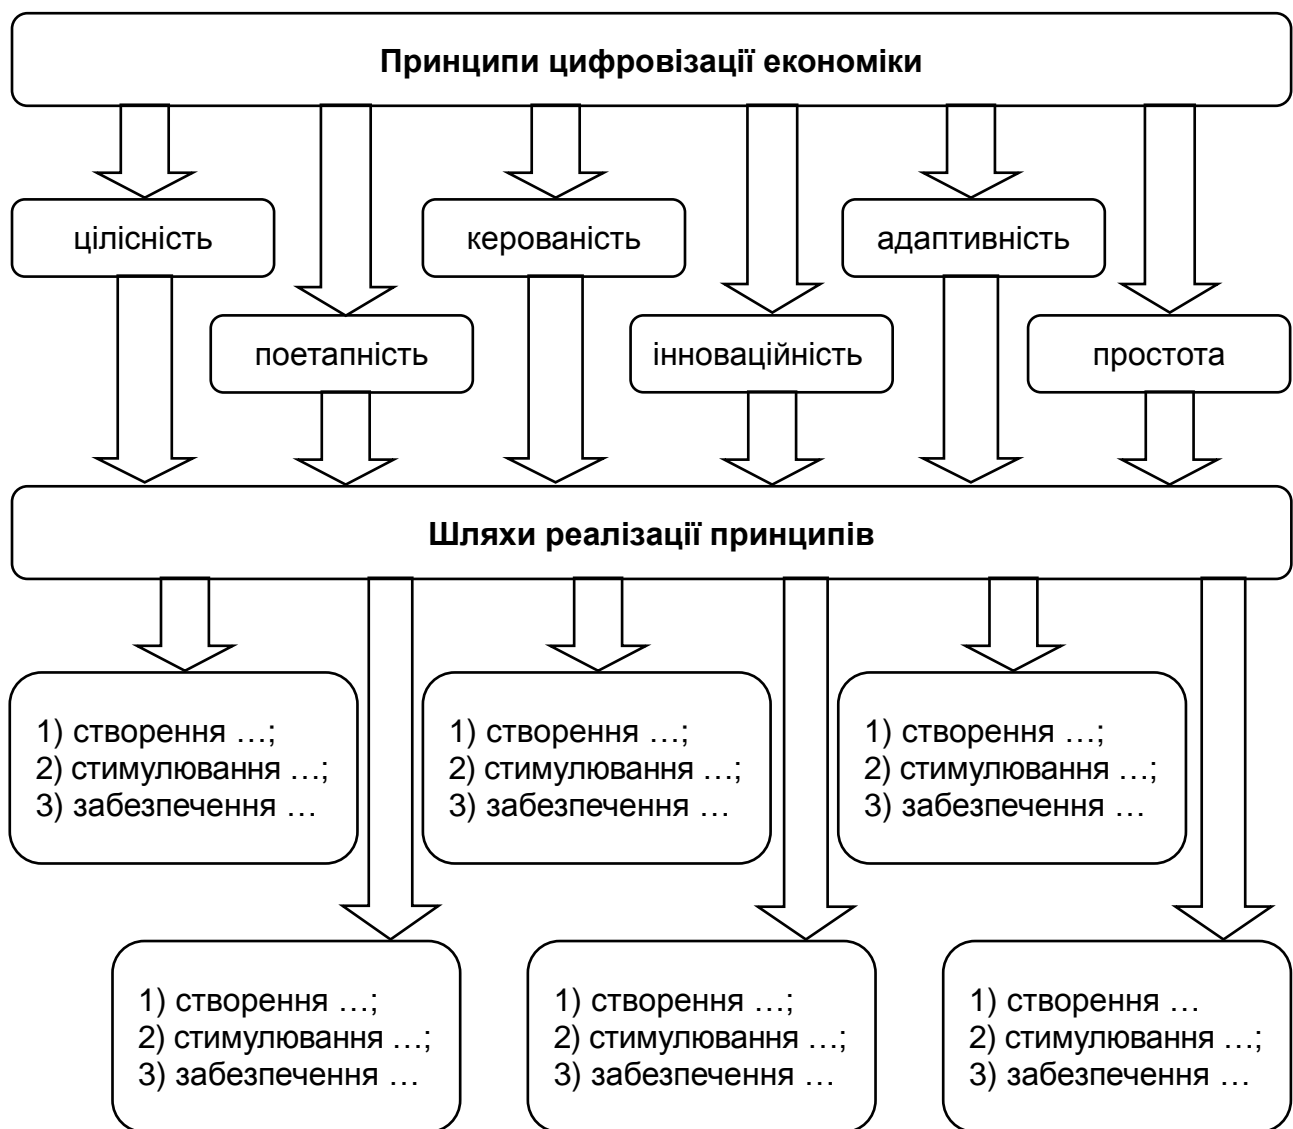 Принципи цифровізації економіки
цілісність
керованість
адаптивність
поетапність
інноваційність
простота
Шляхи реалізації принципів
1) створення …;
2) стимулювання …;
3) забезпечення …
1) створення …;
2) стимулювання …;
3) забезпечення …
1) створення …;
2) стимулювання …;
3) забезпечення …
1) створення …;
2) стимулювання …;
3) забезпечення …
1) створення …;
2) стимулювання …;
3) забезпечення …
1) створення …
2) стимулювання …;
3) забезпечення …